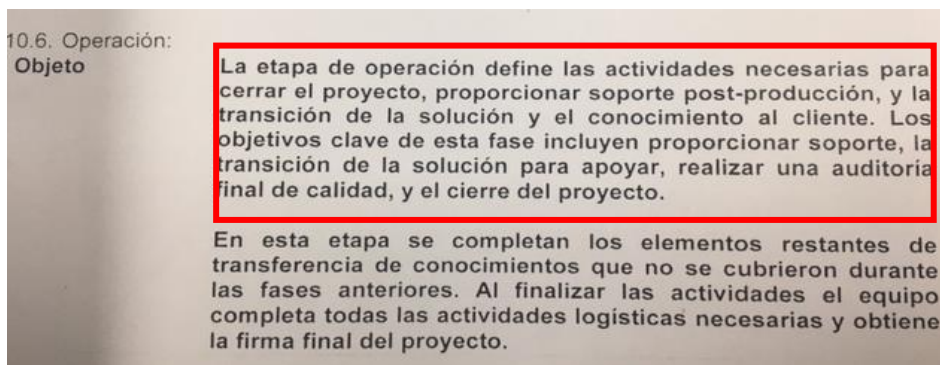 10.6. Operación:
Objeto
La etapa de operación define las actividades necesarias para
cerrar el proyecto, proporcionar soporte post-producción, y la
transición de la solución y el conocimiento al cliente. Los
objetivos clave de esta fase incluyen proporcionar soporte, la
transición de la solución para apoyar, realizar una auditoría
final de calidad, y el cierre del proyecto.
En esta etapa se completan los elementos restantes de
transferencia de conocimientos que no se cubrieron durante
las fases anteriores. Al finalizar las actividades el equipo
completa todas las actividades logísticas necesarias y obtiene
la firma final del proyecto.